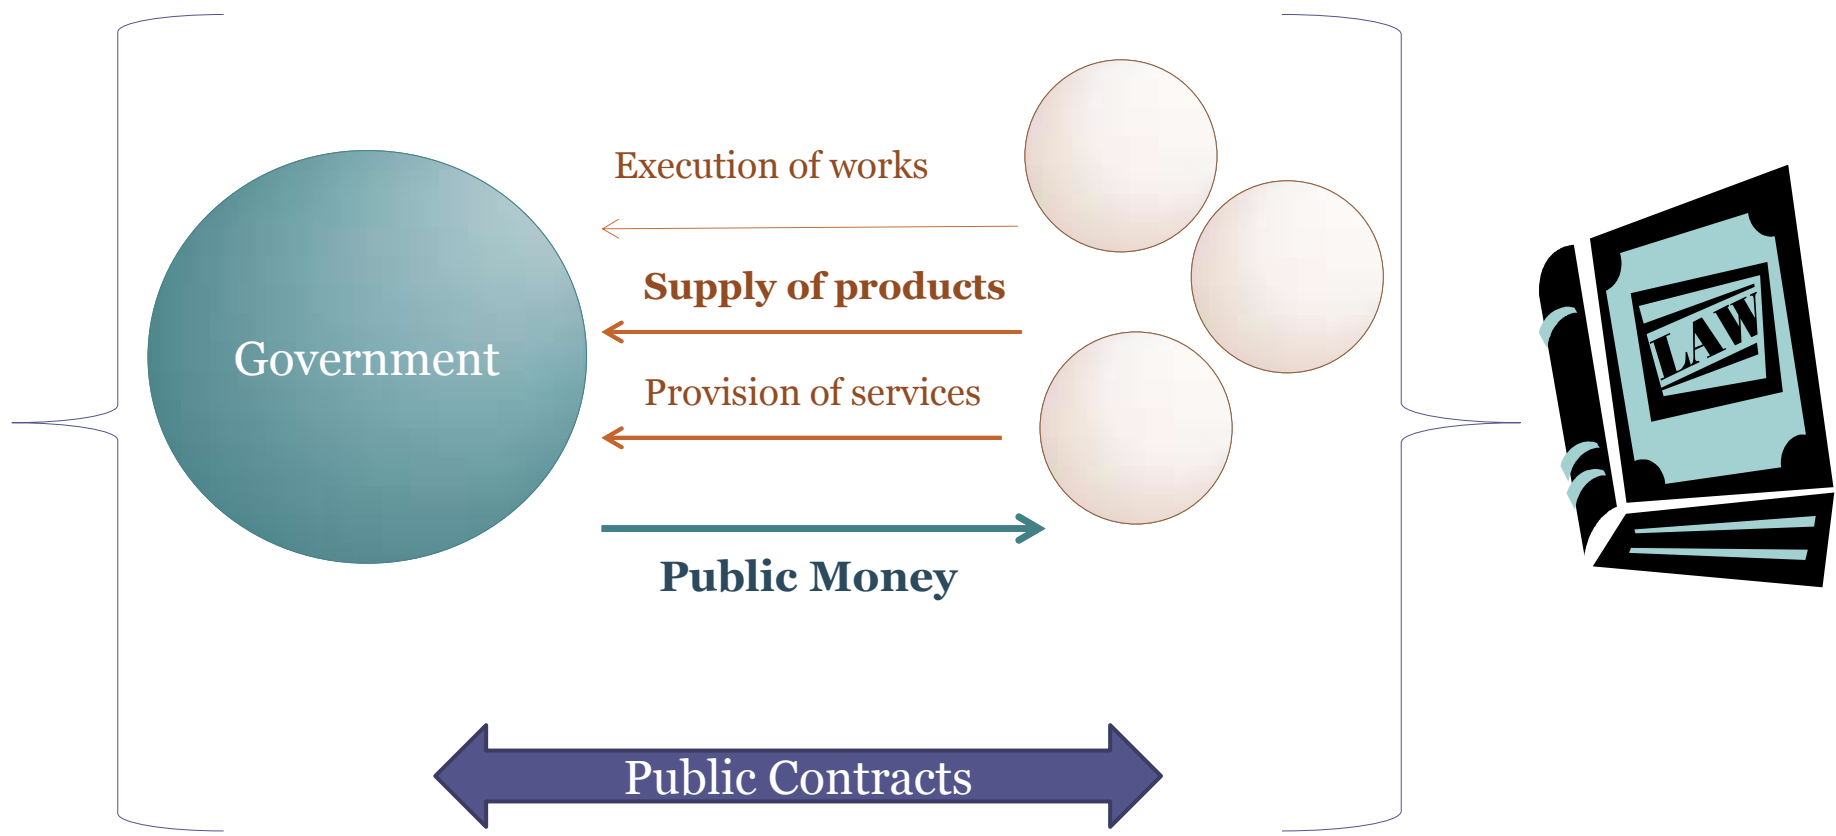 Execution of works
Supply of products
Government
Provision of services
Public Money
Public Contracts
LAW